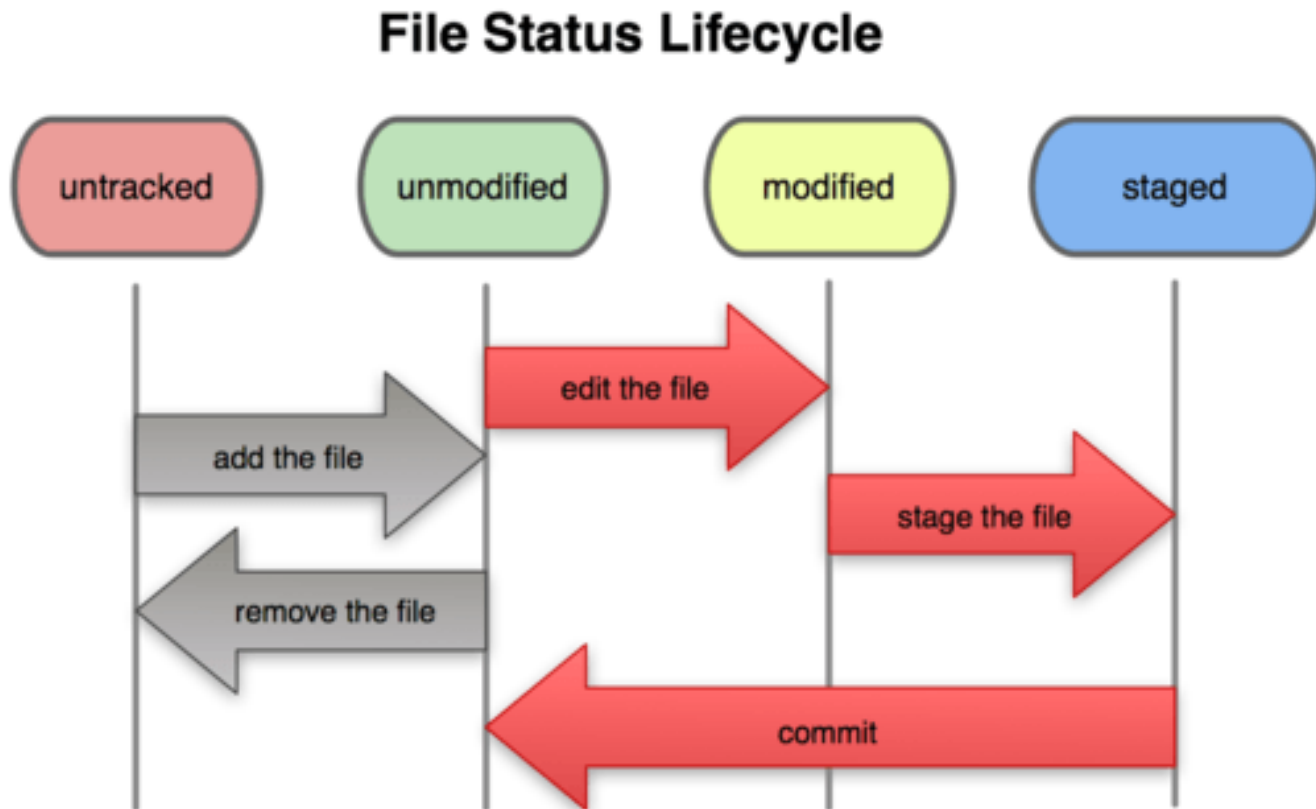 File Status Lifecycle
untracked
unmodified
modified
staged
edit the file
add the file
stage the file
remove the file
commit